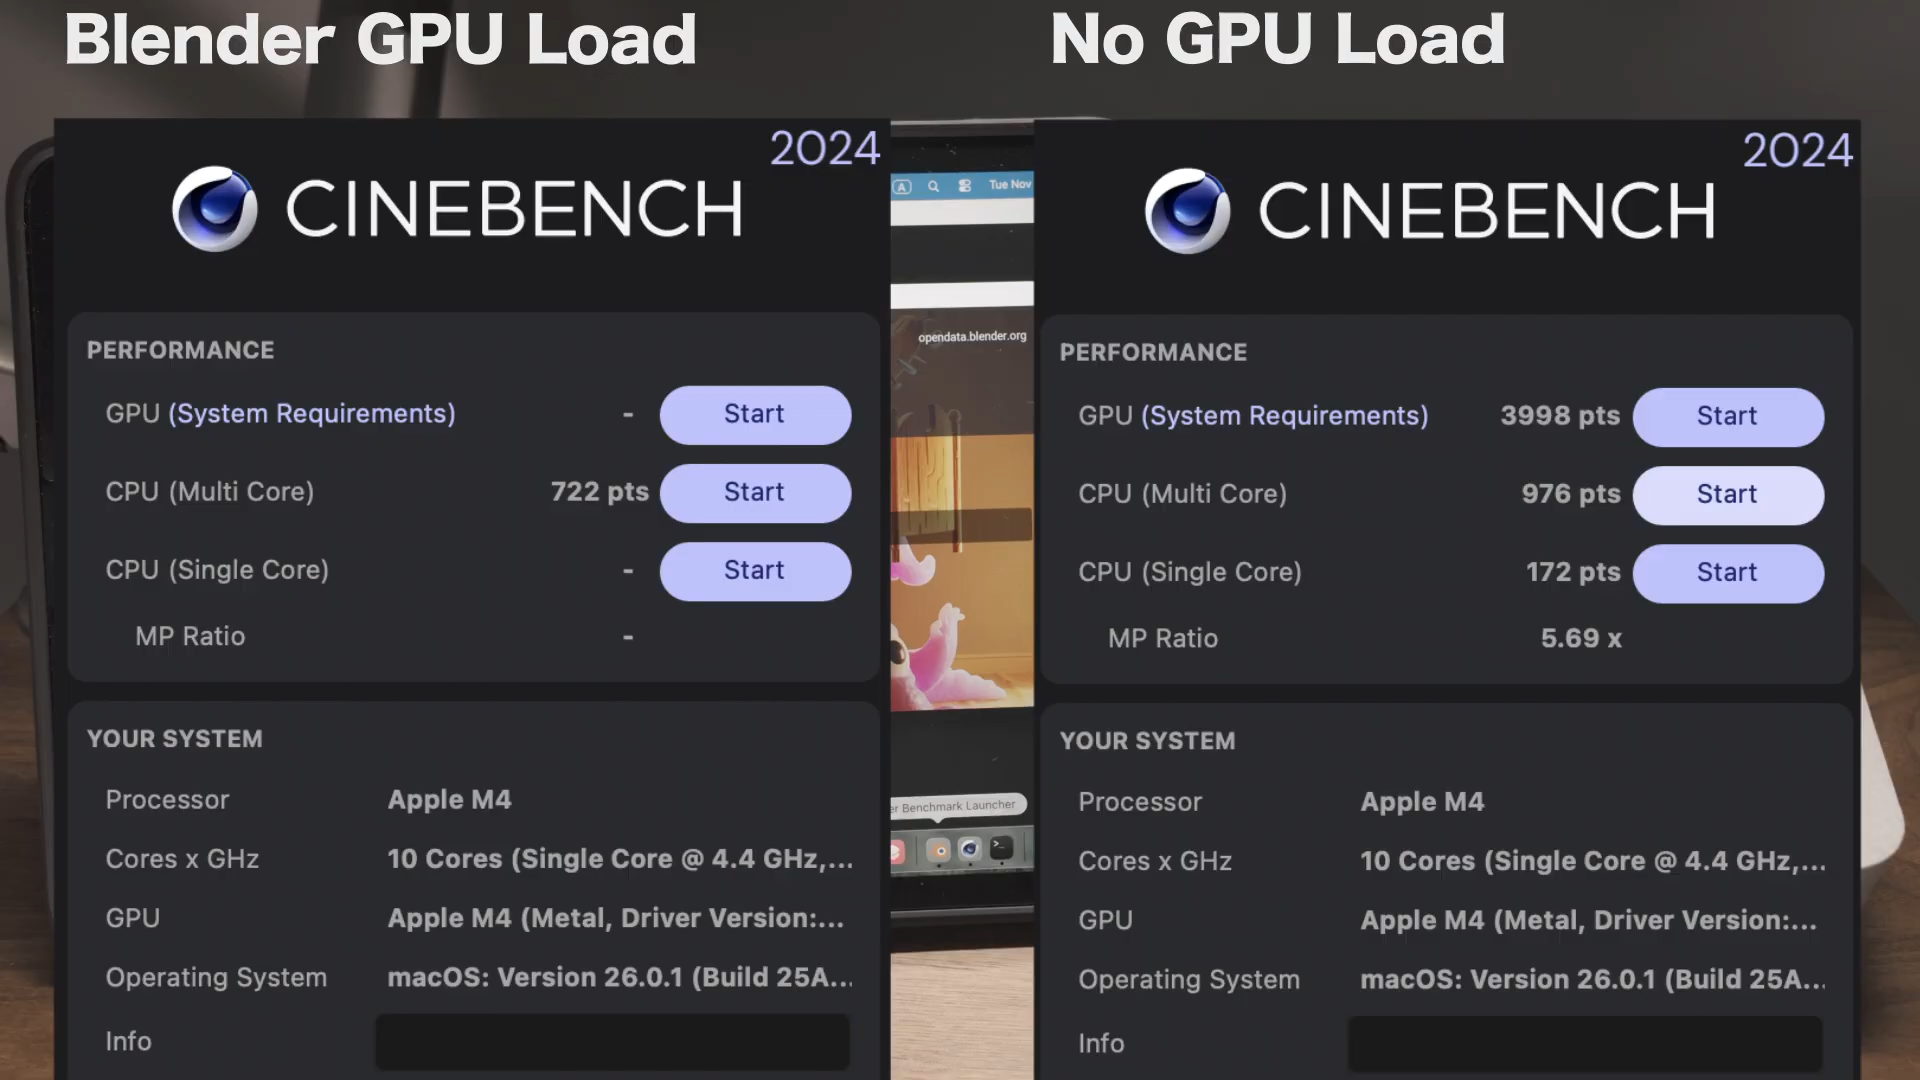 Blender GPU Load
2024
CINEBENCH
PERFORMANCE
GPU (System Requirements) - Start
CPU (Multi Core) 722 pts Start
CPU (Single Core) - Start
MP Ratio -
YOUR SYSTEM
Processor Apple M4
Cores x GHz 10 Cores (Single Core @ 4.4 GHz,...
GPU Apple M4 (Metal, Driver Version:...
Operating System macOS: Version 26.0.1 (Build 25A...
Info
A
Tue Nov
opendata.blender.org
er Benchmark Launcher
No GPU Load
2024
CINEBENCH
PERFORMANCE
GPU (System Requirements) 3998 pts Start
CPU (Multi Core) 976 pts Start
CPU (Single Core) 172 pts Start
MP Ratio 5.69 x
YOUR SYSTEM
Processor Apple M4
Cores x GHz 10 Cores (Single Core @ 4.4 GHz,...
GPU Apple M4 (Metal, Driver Version:...
Operating System macOS: Version 26.0.1 (Build 25A...
Info